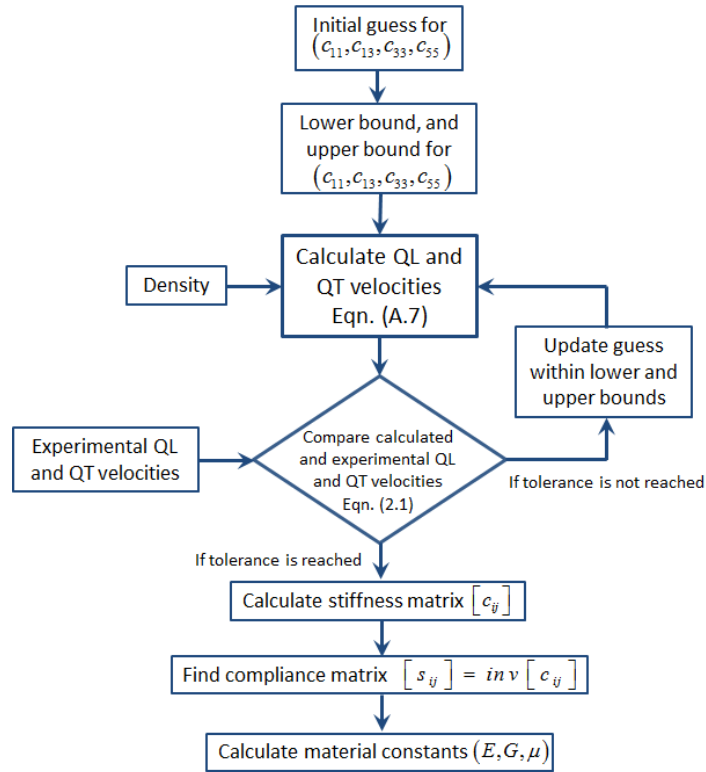 Initial guess for
(c₁₁,c₁₃,c₃₃,c₅₅)
Lower bound, and
upper bound for
(c₁₁,c₁₃,c₃₃,c₅₅)
Calculate QL and
QT velocities
Eqn. (A.7)
Density
Update guess
within lower and
upper bounds
Experimental QL
and QT velocities
Compare calculated
and experimental QL
and QT velocities
Eqn. (2.1)
If tolerance is not reached
If tolerance is reached
Calculate stiffness matrix [c_ij]
Find compliance matrix [s_ij] = inv [c_ij]
Calculate material constants (E,G,μ)